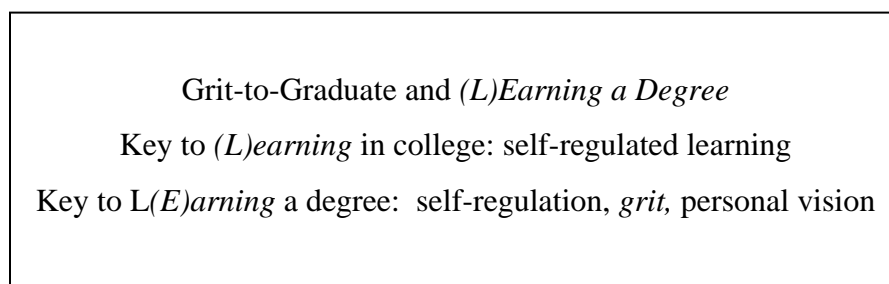 Grit-to-Graduate and (L)Earning a Degree
Key to (L)earning in college: self-regulated learning
Key to L(E)arning a degree: self-regulation, grit, personal vision